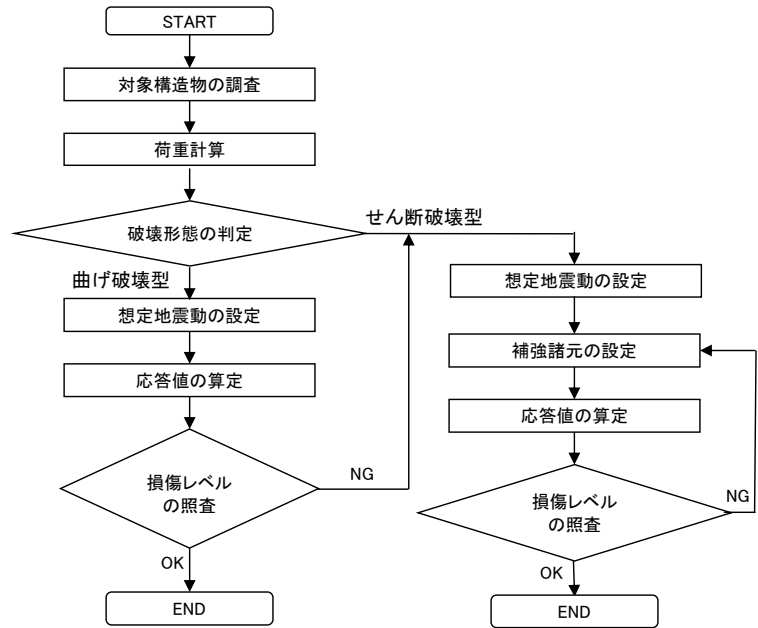 START
対象構造物の調査
荷重計算
破壊形態の判定
せん断破壊型
曲げ破壊型
想定地震動の設定
応答値の算定
損傷レベル
の照査
NG
OK
END
想定地震動の設定
補強諸元の設定
応答値の算定
損傷レベル
の照査
NG
OK
END